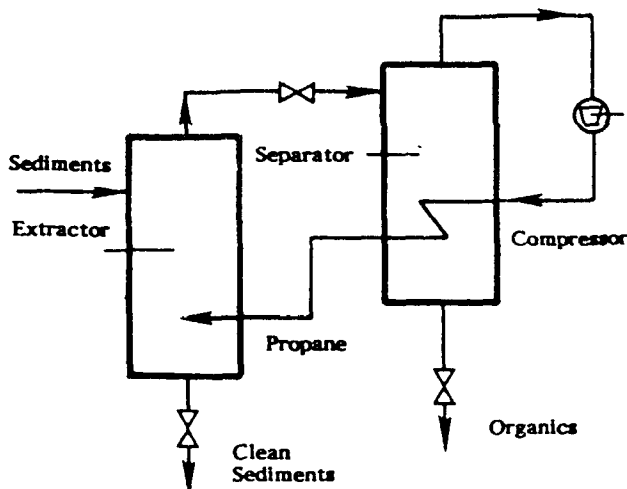 Separator
Sediments
Extractor
Compressor
Propane
Organics
Clean
Sediments